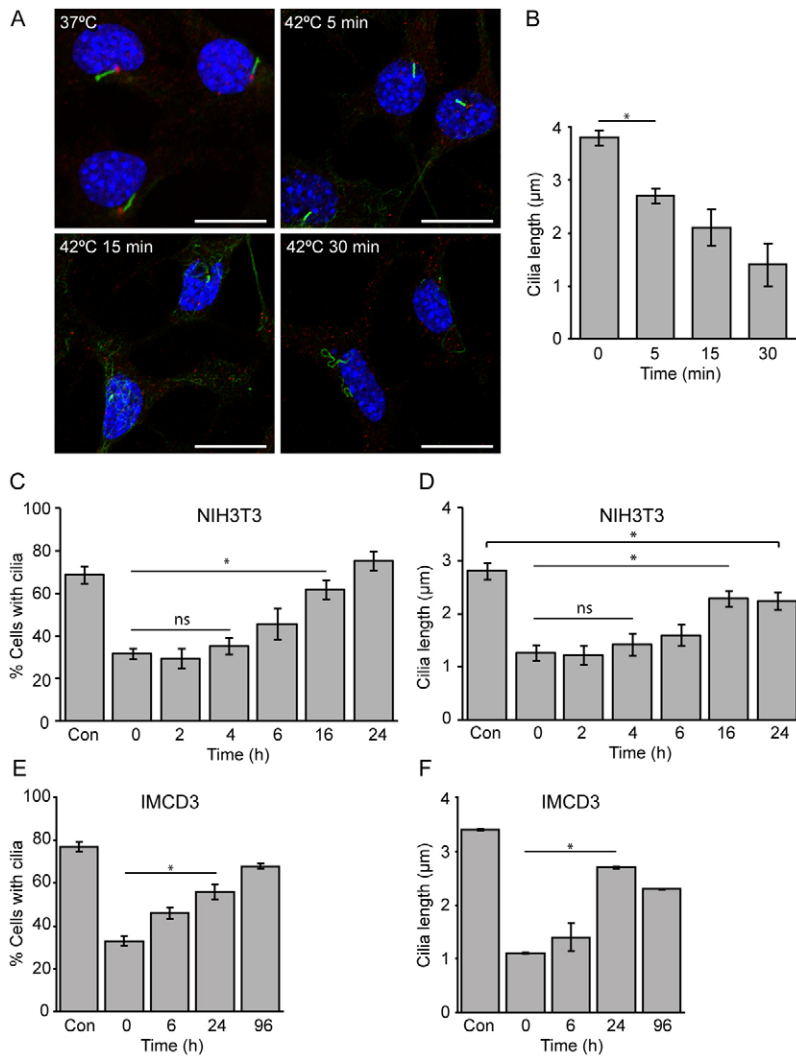 A
37ºC
42ºC 5 min
42ºC 15 min
42ºC 30 min
B
*
4
3
2
1
0
Cilia length (µm)
0 5 15 30
Time (min)
C
NIH3T3
100
80
60
40
20
0
% Cells with cilia
*
ns
Con 0 2 4 6 16 24
Time (h)
D
NIH3T3
4
3
2
1
0
Cilia length (µm)
*
*
ns
Con 0 2 4 6 16 24
Time (h)
E
IMCD3
100
80
60
40
20
0
% Cells with cilia
*
Con 0 6 24 96
Time (h)
F
IMCD3
4
3
2
1
0
Cilia length (µm)
*
Con 0 6 24 96
Time (h)